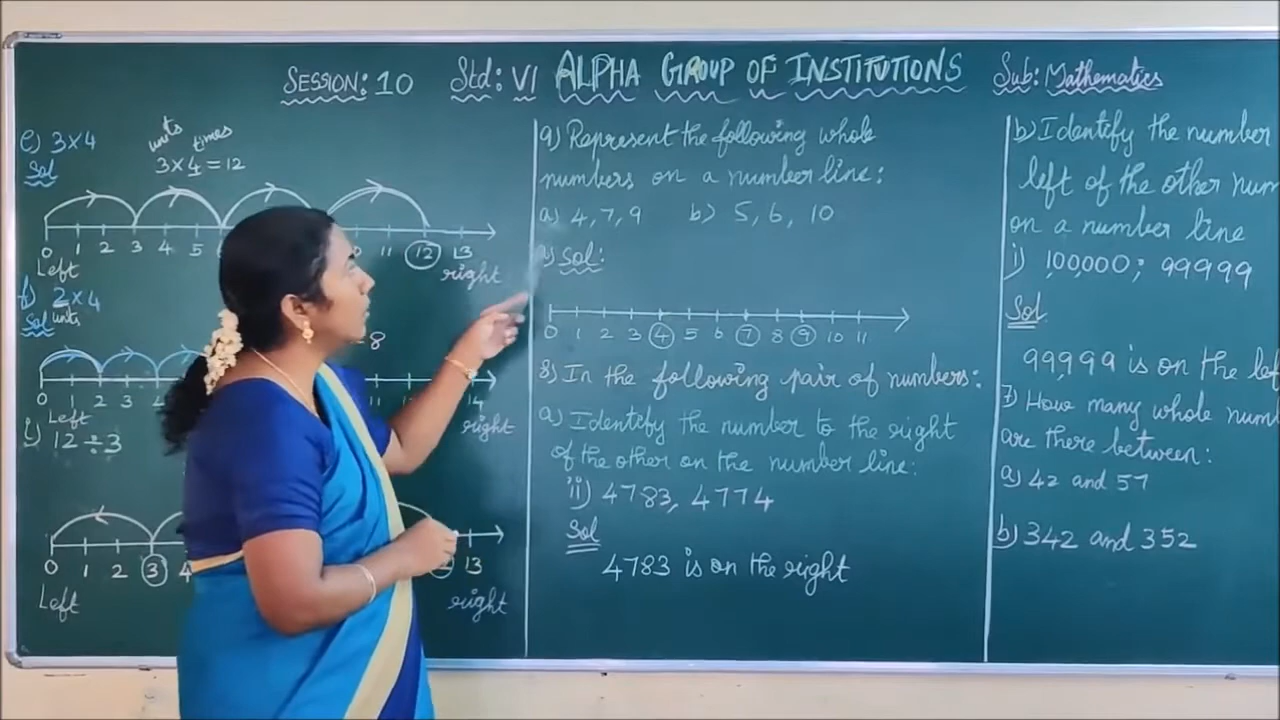 SESSION: 10 Std: VI ALPHA GROUP OF INSTITUTIONS Sub: Mathematics
e) 3×4
Sol
units times
3×4=12
0 1 2 3 4 5 11 12 13
Left right
f) 2×4
Sol units
8
0 1 2 3 4 11 12 14
Left right
i) 12÷3
0 1 2 3 4 13
Left right
9) Represent the following whole
numbers on a number line:
a) 4, 7, 9 b) 5, 6, 10
a) Sol:
0 1 2 3 4 5 6 7 8 9 10 11
8) In the following pair of numbers:
a) Identify the number to the right
of the other on the number line:
ii) 4783, 4774
Sol
4783 is on the right
b) Identify the number
left of the other
on a number line
i) 1,00,000; 99999
Sol
99,999 is on the
7) How many whole
are there between:
a) 42 and 57
b) 342 and 352